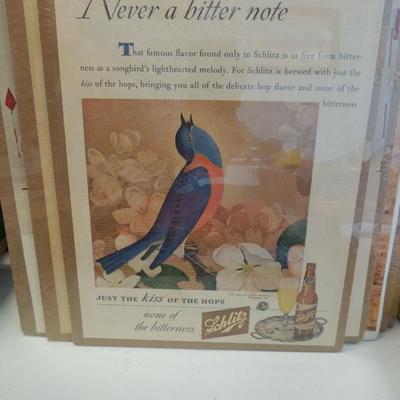 Never a bitter note
That famous flavor found only in Schlitz is as free from bitter-
ness as a songbird's lighthearted melody. For Schlitz is brewed with just the
kiss of the hops, bringing you all of the delicate hop flavor and none of the
bitterness
JUST THE kiss OF THE HOPS
none of
the bitterness
Schlitz
Schlitz